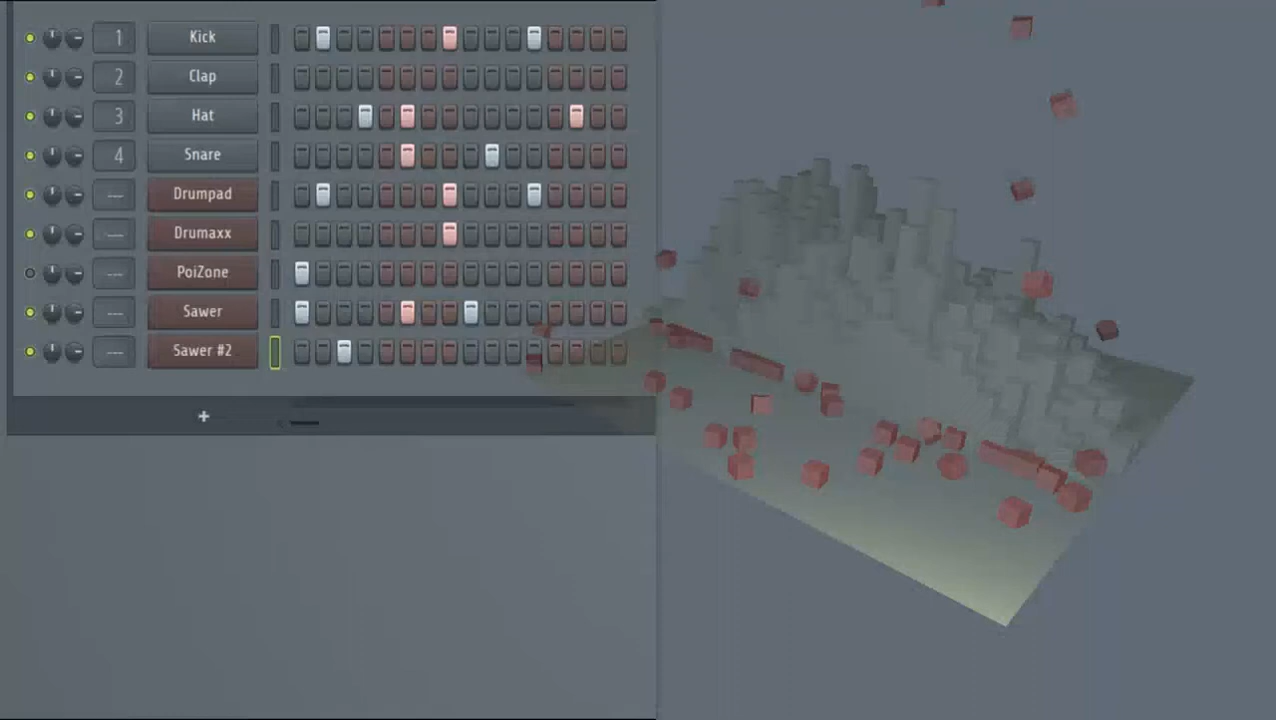 1 Kick
2 Clap
3 Hat
4 Snare
--- Drumpad
--- Drumaxx
--- PoiZone
--- Sawer
--- Sawer #2
+